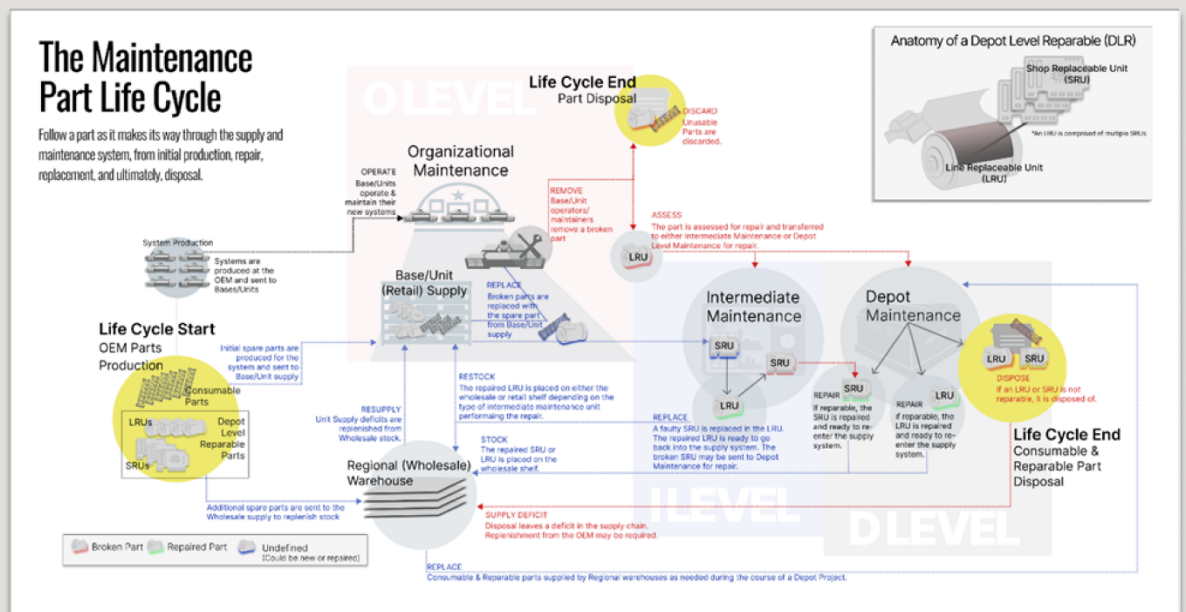 The Maintenance
Part Life Cycle
Follow a part as it makes its way through the supply and
maintenance system, from initial production, repair,
replacement, and ultimately, disposal.
O LEVEL
Life Cycle End
Part Disposal
DISCARD
Unusable
Parts are
discarded.
Anatomy of a Depot Level Reparable (DLR)
Shop Replaceable Unit
(SRU)
*An LRU is comprised of multiple SRUs
Line Replaceable Unit
(LRU)
Organizational
Maintenance
OPERATE
Base/Units
operate &
maintain their
new systems
REMOVE
Base/Unit
operators/
maintainers
remove a broken
part
ASSESS
The part is assessed for repair and transferred
to either Intermediate Maintenance or Depot
Level Maintenance for repair.
LRU
System Production
Systems are
produced at the
OEM and sent to
Bases/Units
Base/Unit
(Retail) Supply
REPLACE
Broken parts are
replaced with
the spare part
from Base/Unit
supply
Intermediate
Maintenance
SRU
SRU
LRU
Depot
Maintenance
SRU
REPAIR
If reparable, the
SRU is repaired
and ready to re-
enter the supply
system.
LRU
REPAIR
If reparable, the
LRU is repaired
and ready to re-
enter the supply
system.
LRU
SRU
DISPOSE
If an LRU or SRU is not
reparable, it is disposed of.
Life Cycle End
Consumable &
Reparable Part
Disposal
Life Cycle Start
OEM Parts
Production
Consumable
Parts
LRUs
Depot
Level
Reparable
Parts
SRUs
Initial spare parts are
produced for the
system and sent to
Base/Unit supply
RESUPPLY
Unit Supply deficits are
replenished from
Wholesale stock.
RESTOCK
The repaired LRU is placed on either the
wholesale or retail shelf depending on the
type of intermediate maintenance unit
performing the repair.
STOCK
The repaired SRU or
LRU is placed on the
wholesale shelf.
REPLACE
A faulty SRU is replaced in the LRU.
The repaired LRU is ready to go
back into the supply system. The
broken SRU may be sent to Depot
Maintenance for repair.
Regional (Wholesale)
Warehouse
Additional spare parts are sent to the
Wholesale supply to replenish stock
I LEVEL
D LEVEL
SUPPLY DEFICIT
Disposal leaves a deficit in the supply chain.
Replenishment from the OEM may be required.
Broken Part
Repaired Part
Undefined
(Could be new or repaired)
REPLACE
Consumable & Reparable parts supplied by Regional warehouses as needed during the course of a Depot Project.